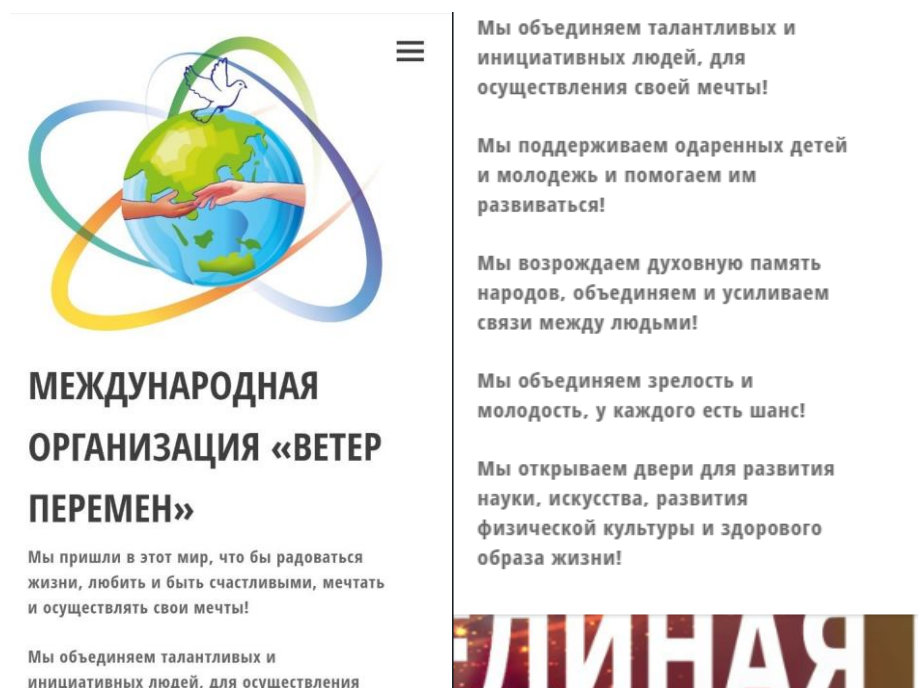 МЕЖДУНАРОДНАЯ
ОРГАНИЗАЦИЯ «ВЕТЕР
ПЕРЕМЕН»
Мы пришли в этот мир, что бы радоваться
жизни, любить и быть счастливыми, мечтать
и осуществлять свои мечты!
Мы объединяем талантливых и
инициативных людей, для осуществления
Мы объединяем талантливых и
инициативных людей, для
осуществления своей мечты!
Мы поддерживаем одаренных детей
и молодежь и помогаем им
развиваться!
Мы возрождаем духовную память
народов, объединяем и усиливаем
связи между людьми!
Мы объединяем зрелость и
молодость, у каждого есть шанс!
Мы открываем двери для развития
науки, искусства, развития
физической культуры и здорового
образа жизни!
ЕДИНАЯ